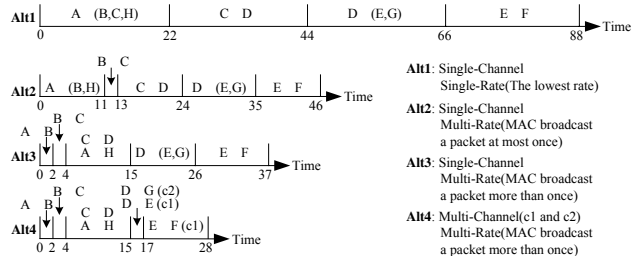 A (B,C,H) C D D (E,G) E F
Alt1 Time
0 22 44 66 88
B C
Alt2 A (B,H) C D D (E,G) E F Time
0 11 13 24 35 46
B C
A B C D
Alt3 A H D (E,G) E F Time
0 2 4 15 26 37
B C D G (c2)
A B C D D E (c1)
Alt4 A H E F (c1) Time
0 2 4 15 17 28
Alt1: Single-Channel
Single-Rate(The lowest rate)
Alt2: Single-Channel
Multi-Rate(MAC broadcast
a packet at most once)
Alt3: Single-Channel
Multi-Rate(MAC broadcast
a packet more than once)
Alt4: Multi-Channel(c1 and c2)
Multi-Rate(MAC broadcast
a packet more than once)